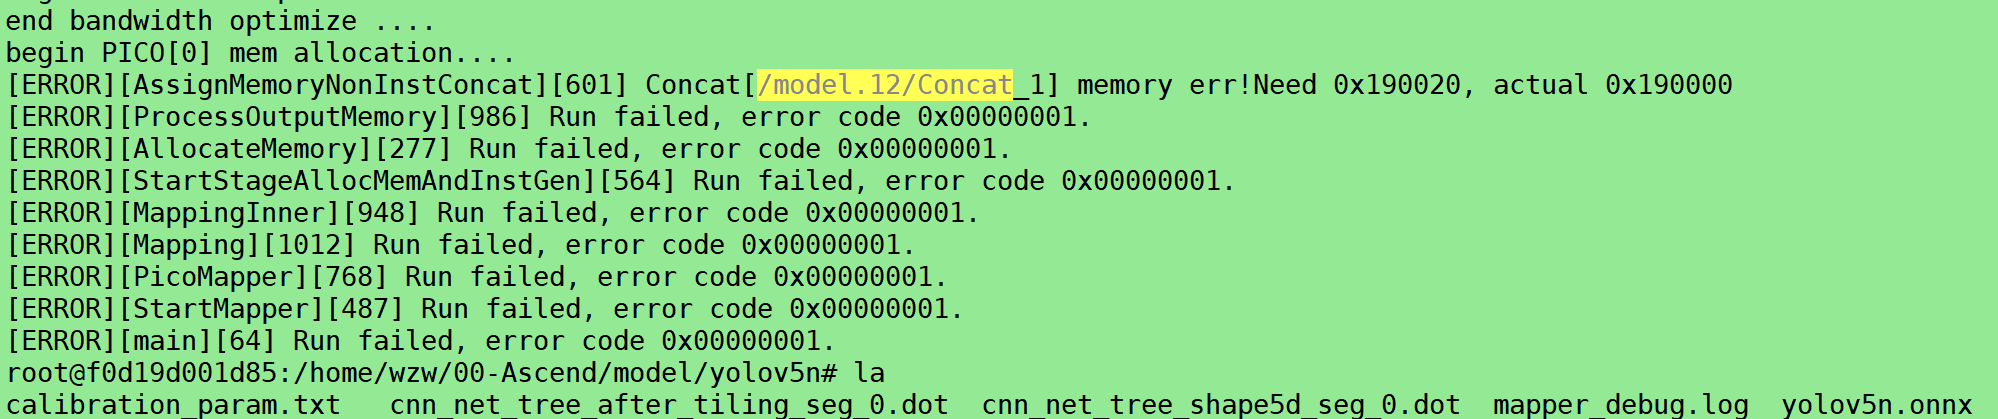 end bandwidth optimize ....
begin PICO[0] mem allocation....
[ERROR][AssignMemoryNonInstConcat][601] Concat[/model.12/Concat_1] memory err!Need 0x190020, actual 0x190000
[ERROR][ProcessOutputMemory][986] Run failed, error code 0x00000001.
[ERROR][AllocateMemory][277] Run failed, error code 0x00000001.
[ERROR][StartStageAllocMemAndInstGen][564] Run failed, error code 0x00000001.
[ERROR][MappingInner][948] Run failed, error code 0x00000001.
[ERROR][Mapping][1012] Run failed, error code 0x00000001.
[ERROR][PicoMapper][768] Run failed, error code 0x00000001.
[ERROR][StartMapper][487] Run failed, error code 0x00000001.
[ERROR][main][64] Run failed, error code 0x00000001.
root@f0d19d001d85:/home/wzw/00-Ascend/model/yolov5n# la
calibration_param.txt   cnn_net_tree_after_tiling_seg_0.dot  cnn_net_tree_shape5d_seg_0.dot  mapper_debug.log  yolov5n.onnx